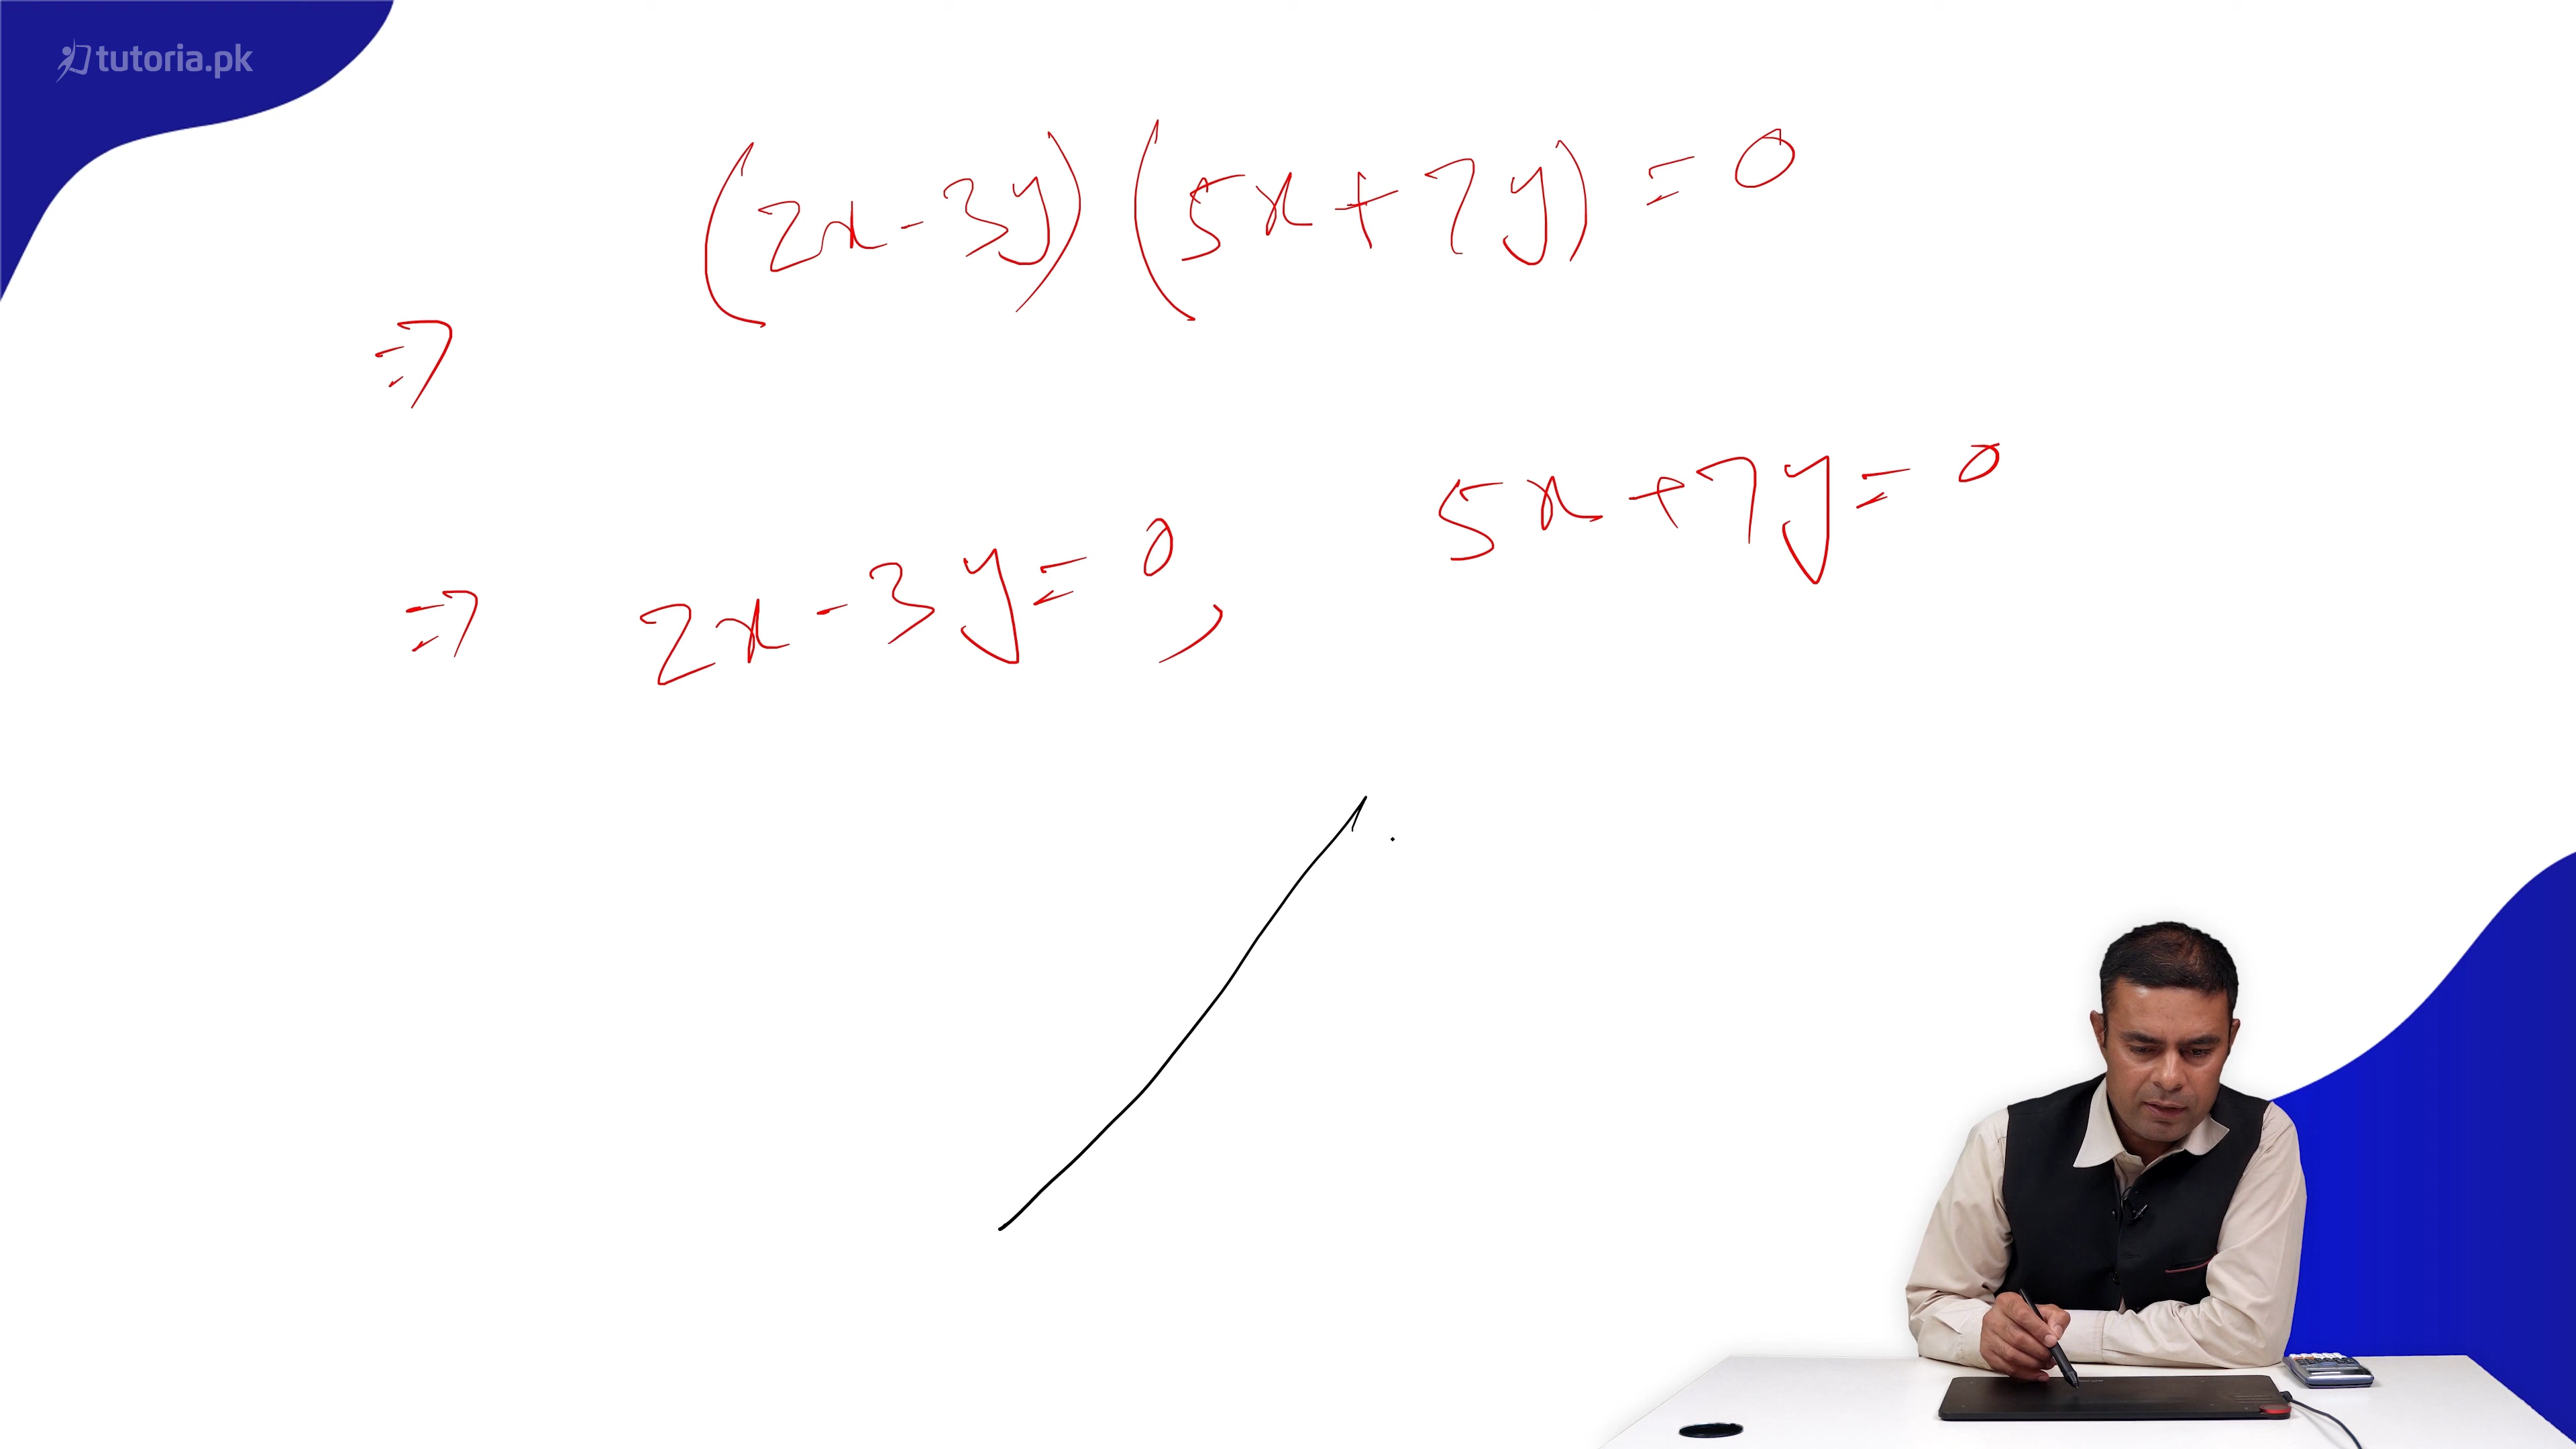 tutoria.pk
(2x-3y)(5x+7y)=0
⇒
⇒ 2x-3y=0, 5x+7y=0